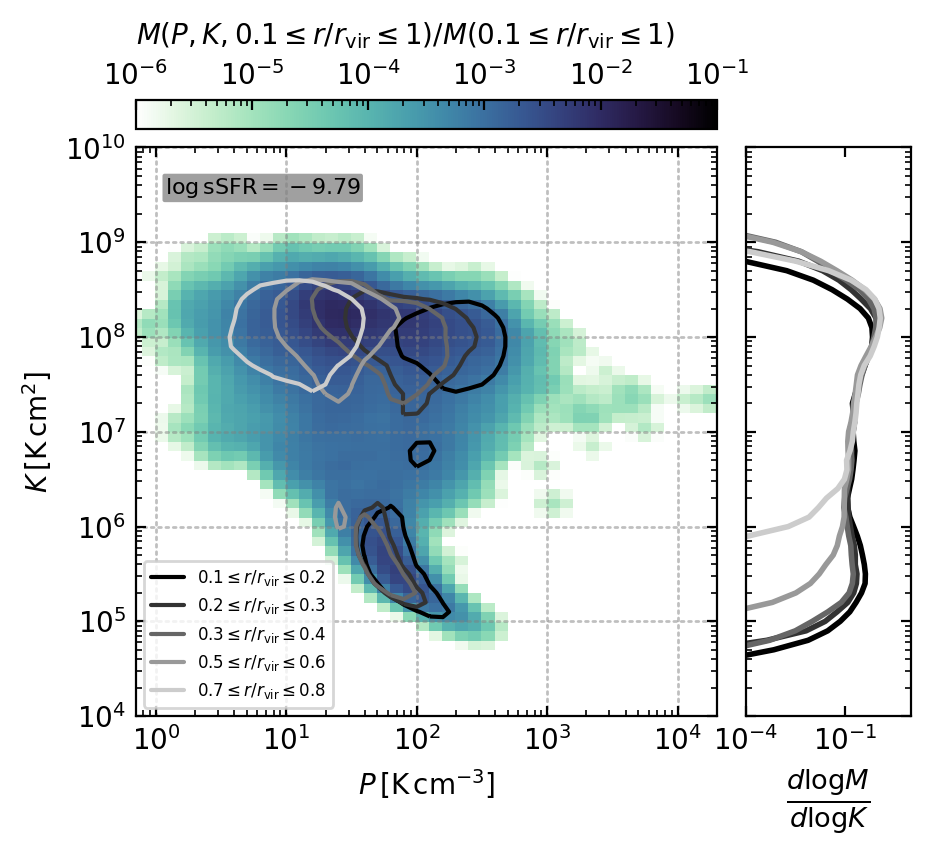 M(P, K, 0.1 ≤ r/r_vir ≤ 1)/M(0.1 ≤ r/r_vir ≤ 1)
10^−6 10^−5 10^−4 10^−3 10^−2 10^−1
log sSFR = −9.79
10^10
10^9
10^8
10^7
10^6
10^5
10^4
K [K cm^2]
0.1 ≤ r/r_vir ≤ 0.2
0.2 ≤ r/r_vir ≤ 0.3
0.3 ≤ r/r_vir ≤ 0.4
0.5 ≤ r/r_vir ≤ 0.6
0.7 ≤ r/r_vir ≤ 0.8
10^0 10^1 10^2 10^3 10^4
P [K cm^−3]
10^−4 10^−1
dlogM
dlogK